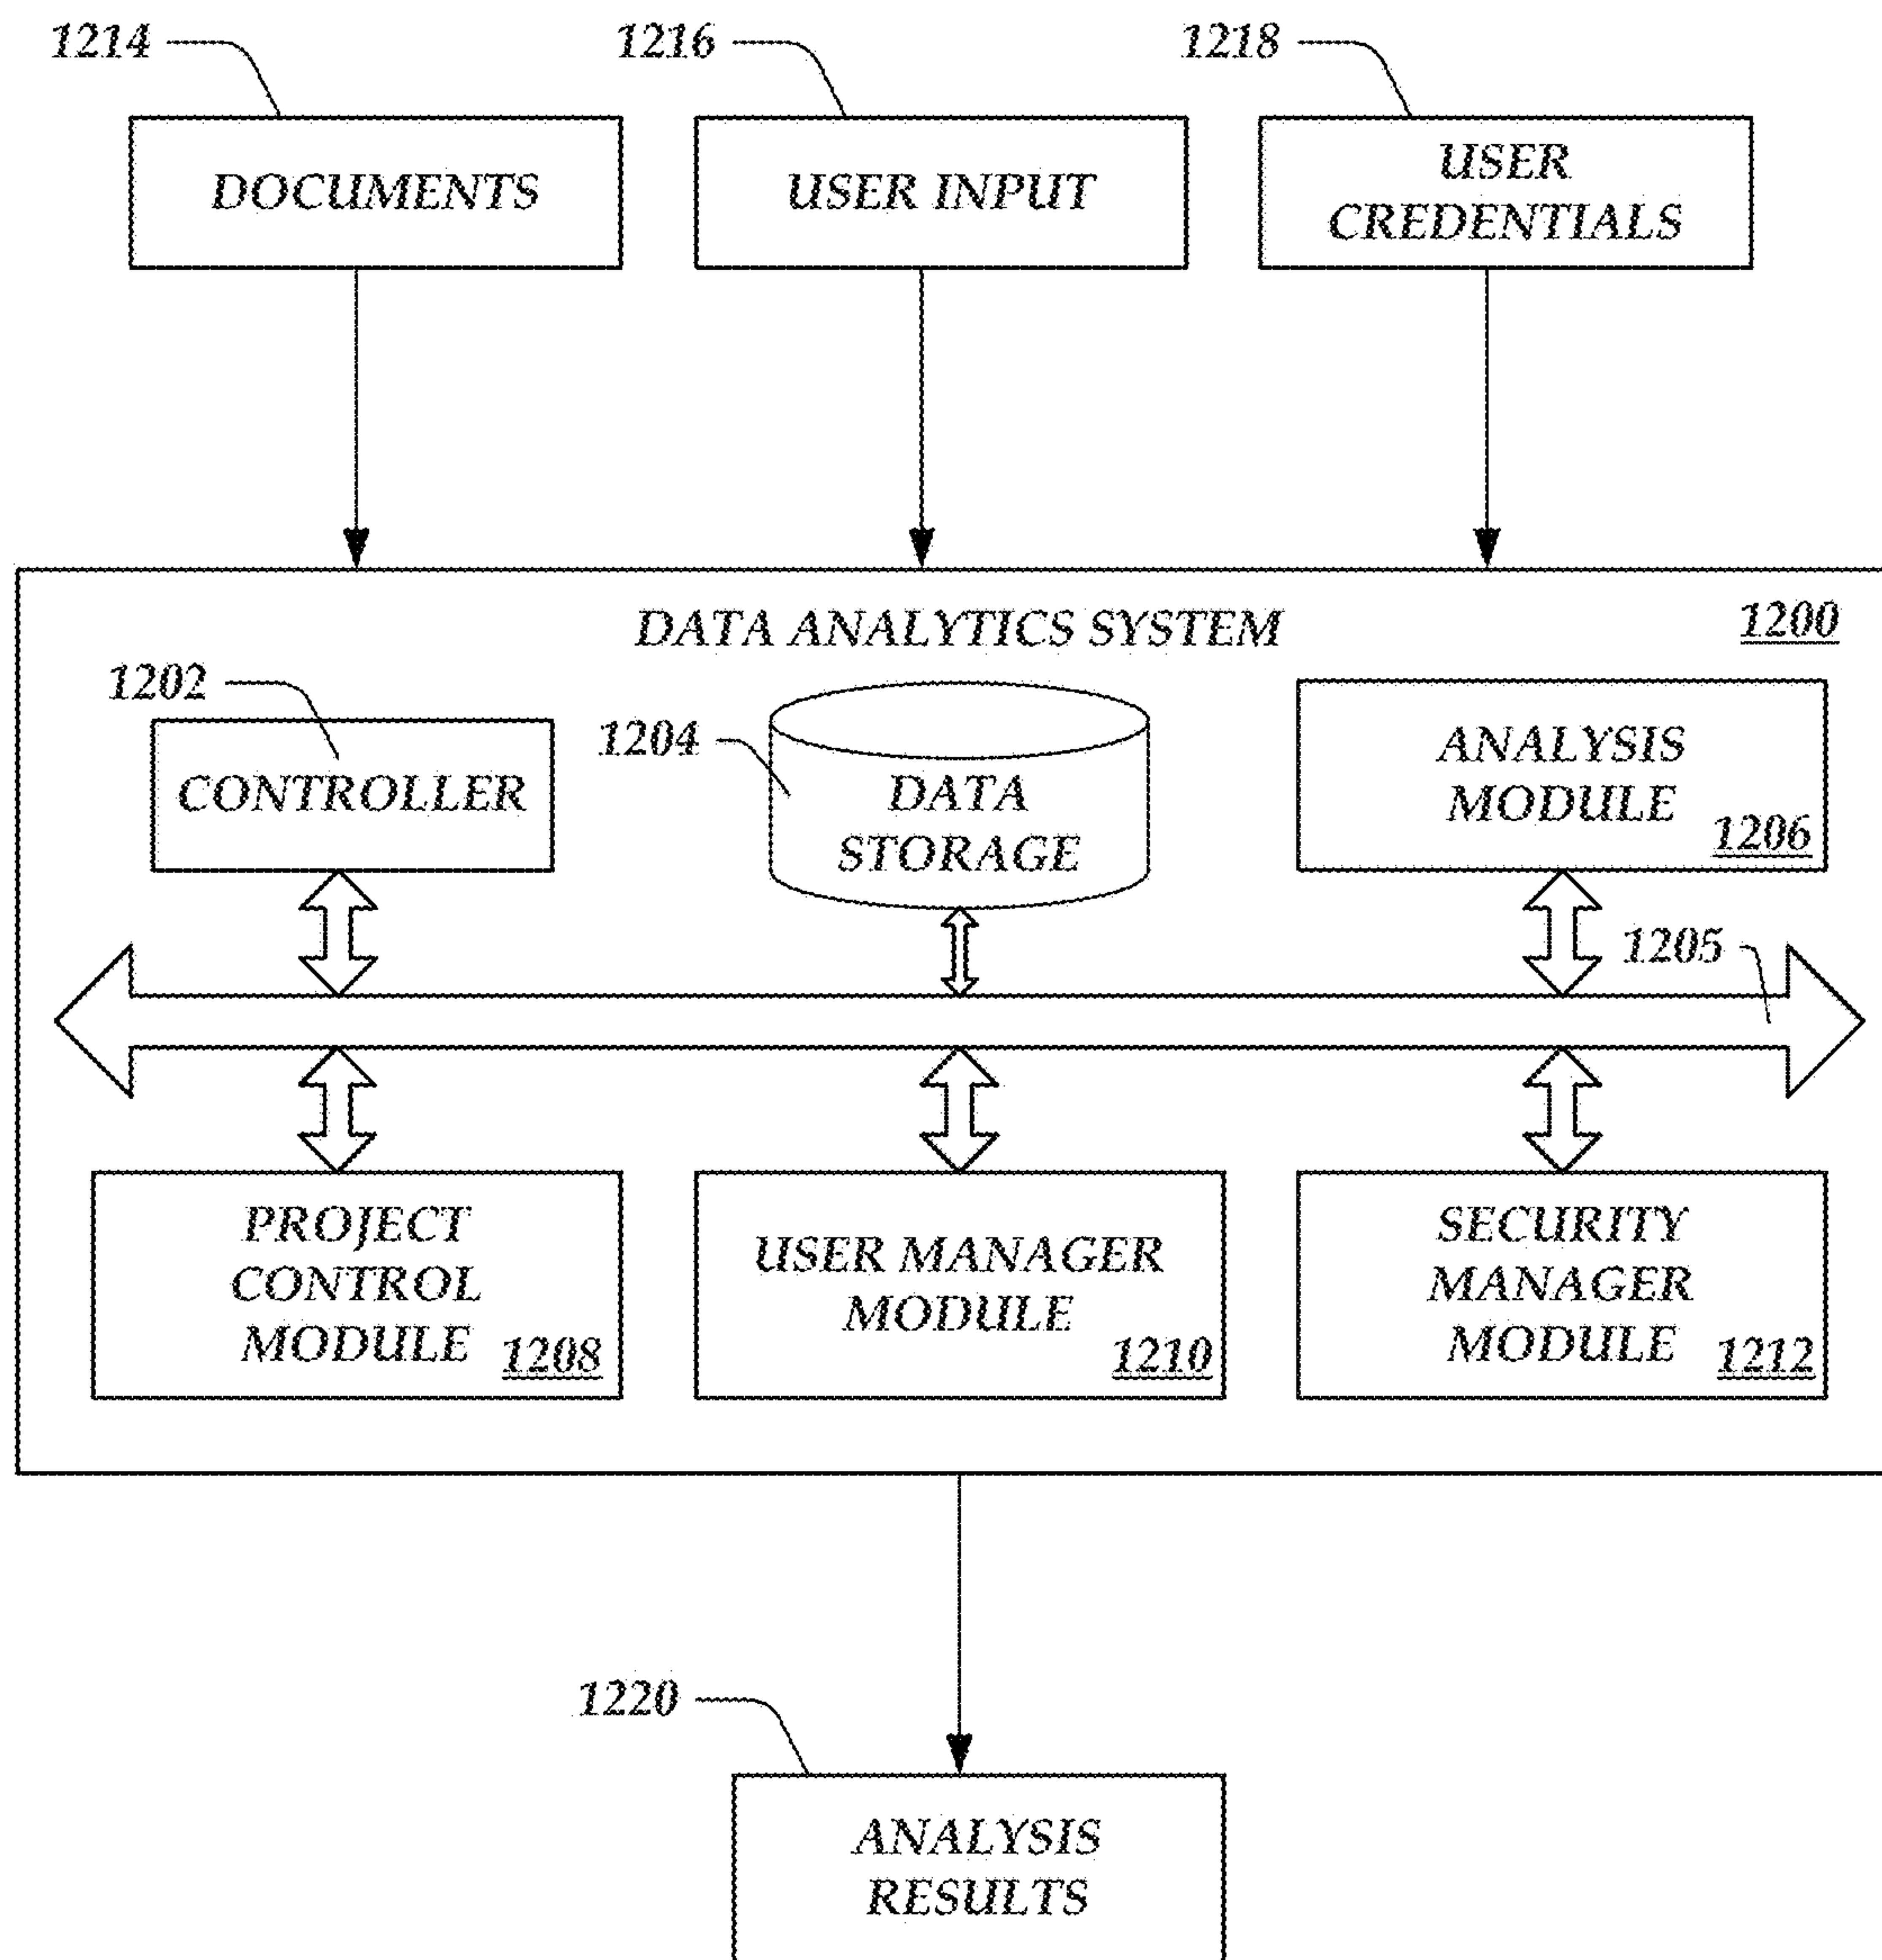 1214
1216
1218
DOCUMENTS
USER INPUT
USER
CREDENTIALS
DATA ANALYTICS SYSTEM
1200
1202
CONTROLLER
1204
DATA
STORAGE
ANALYSIS
MODULE
1206
1205
PROJECT
CONTROL
MODULE
1208
USER MANAGER
MODULE
1210
SECURITY
MANAGER
MODULE
1212
1220
ANALYSIS
RESULTS